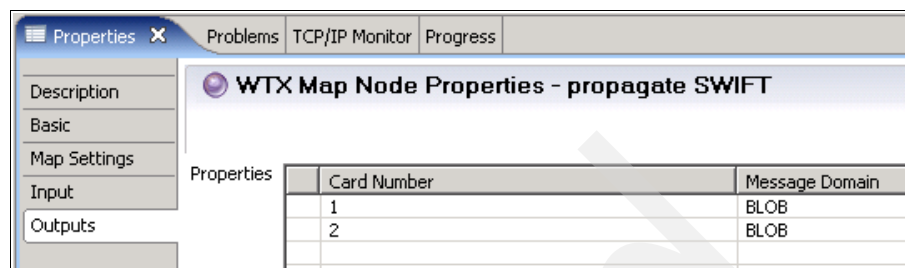 Properties Problems TCP/IP Monitor Progress
WTX Map Node Properties - propagate SWIFT
Description
Basic
Map Settings
Input
Outputs
Properties
Card Number Message Domain
1 BLOB
2 BLOB